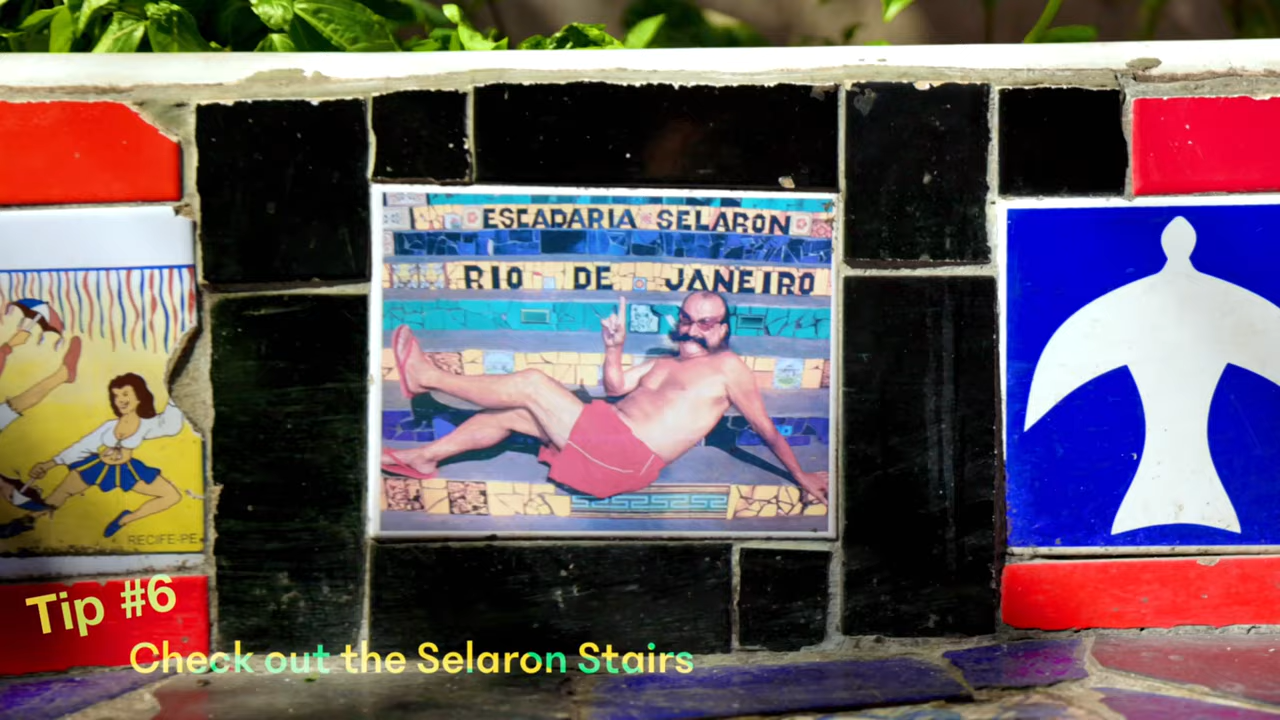 ESCADARIA SELARON
RIO DE JANEIRO
RECIFE-PE
Tip #6
Check out the Selaron Stairs